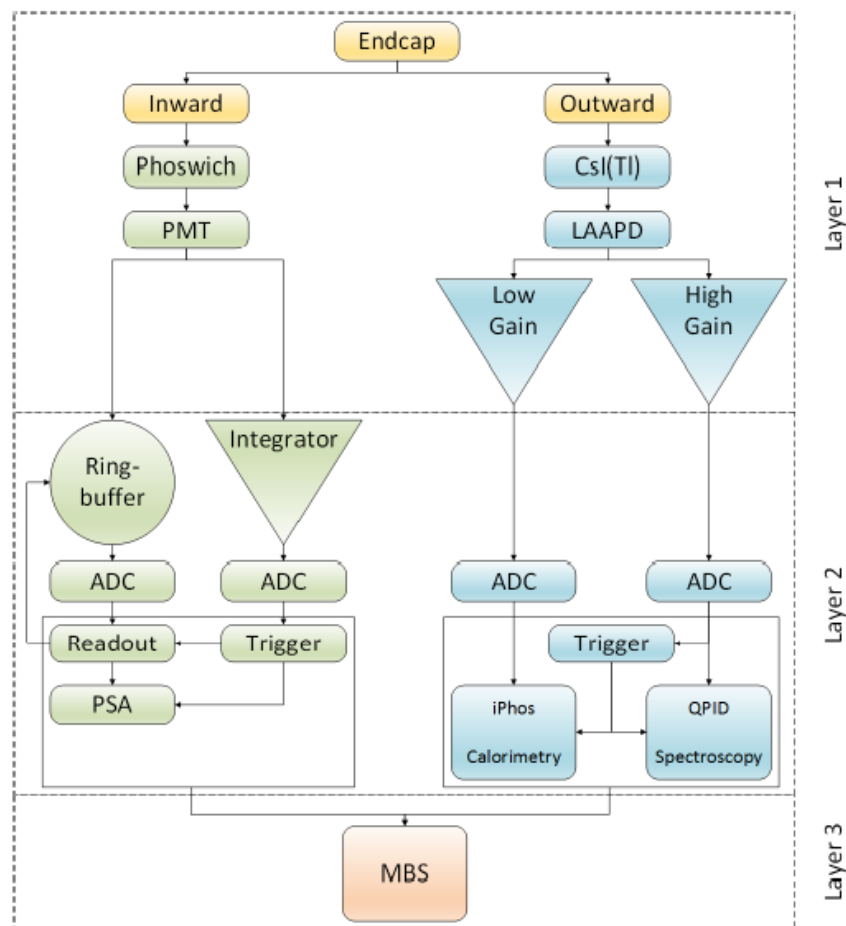 Endcap
Inward
Outward
Phoswich
CsI(Tl)
PMT
LAAPD
Low
Gain
High
Gain
Layer 1
Ring-
buffer
Integrator
ADC
ADC
ADC
ADC
Readout
Trigger
Trigger
PSA
iPhos
Calorimetry
QPID
Spectroscopy
Layer 2
MBS
Layer 3